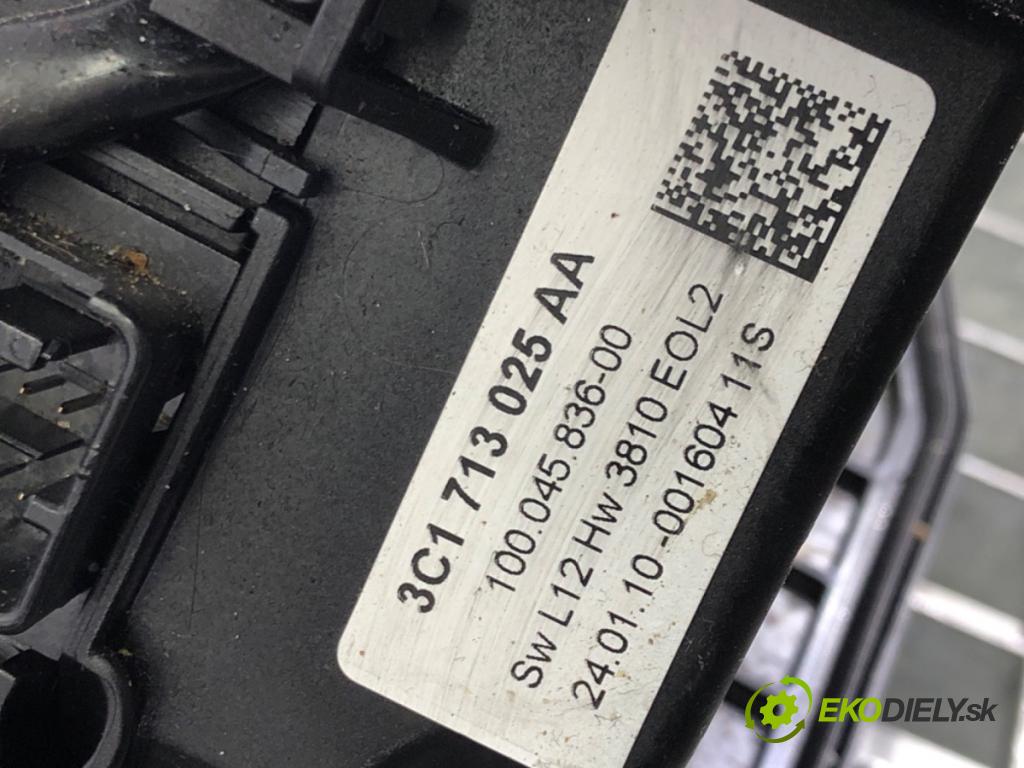 3C1 713 025 AA
100.045.836-00
Sw L12 Hw 3810 EOL2
24.01.10 -001604 11S
EKODIELY.sk